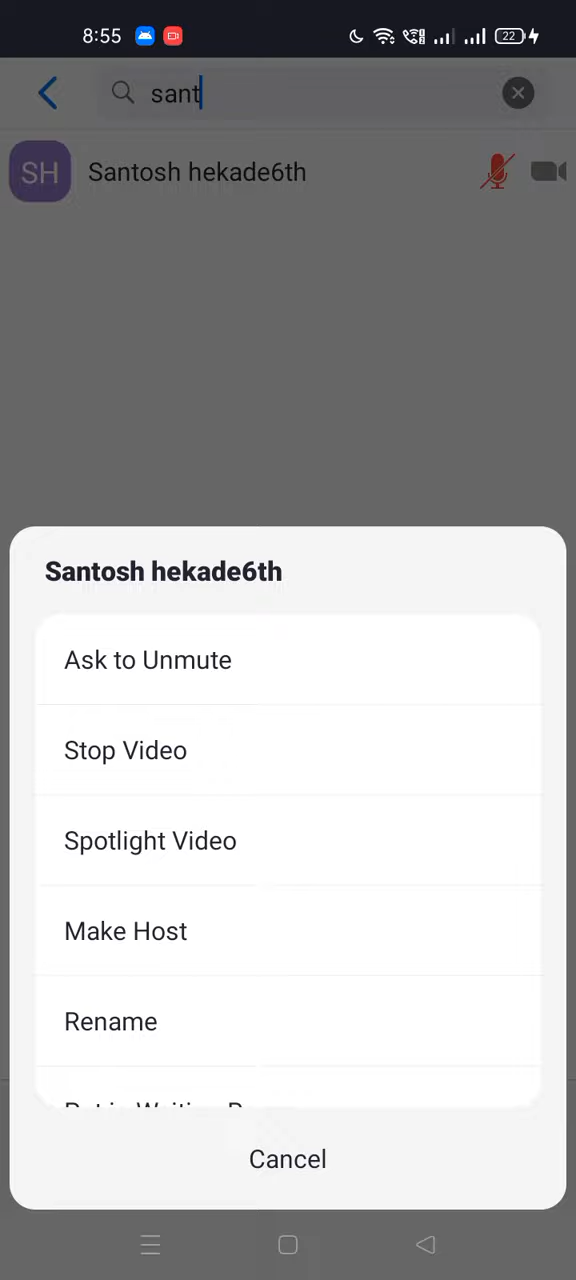 8:55
22
sant
SH Santosh hekade6th
Santosh hekade6th
Ask to Unmute
Stop Video
Spotlight Video
Make Host
Rename
Cancel